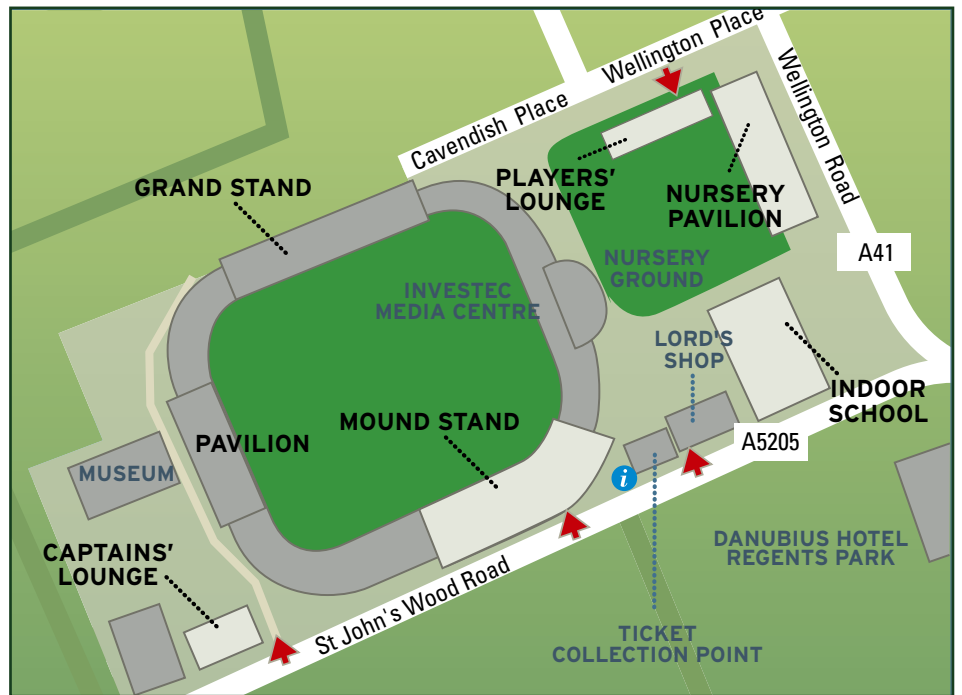 Wellington Place
Cavendish Place
Wellington Road
GRAND STAND
PLAYERS'
LOUNGE
NURSERY
PAVILION
A41
NURSERY
GROUND
INVESTEC
MEDIA CENTRE
LORD'S
SHOP
INDOOR
SCHOOL
MOUND STAND
PAVILION
A5205
MUSEUM
i
DANUBIUS HOTEL
REGENTS PARK
CAPTAINS'
LOUNGE
St John's Wood Road
TICKET
COLLECTION POINT